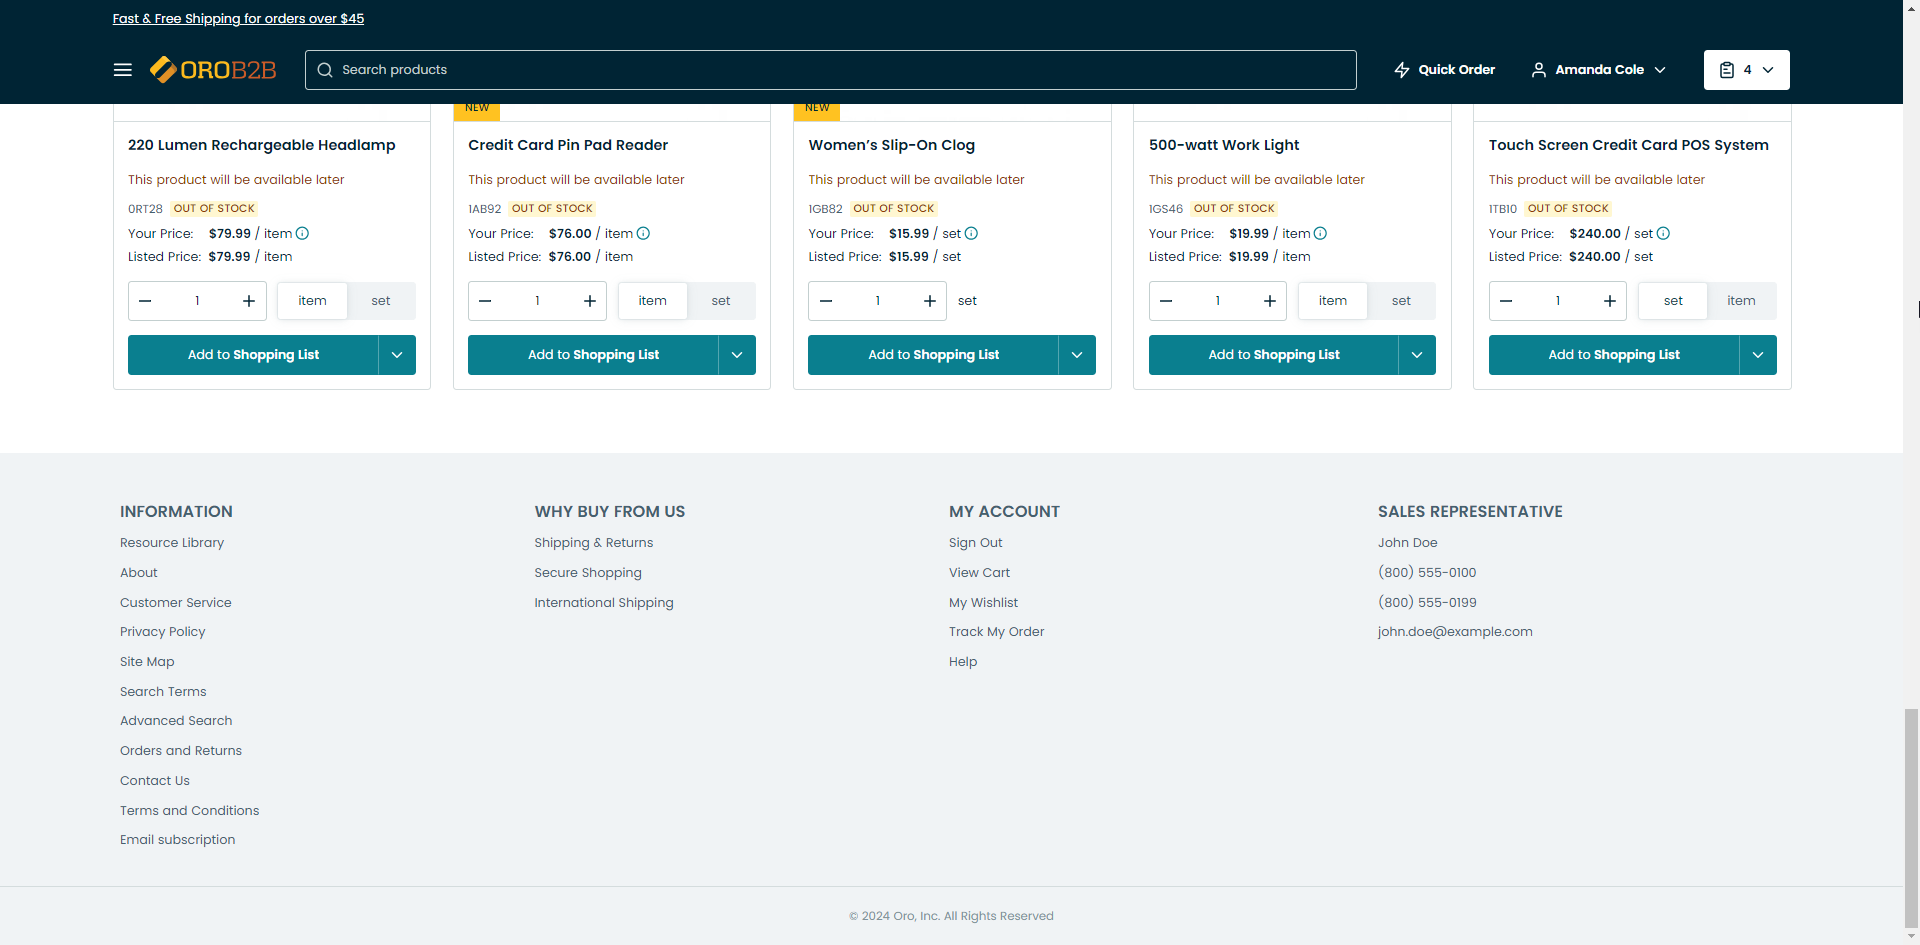 Fast & Free Shipping for orders over $45
OROB2B
Search products
Quick Order
Amanda Cole
4
NEW
NEW
220 Lumen Rechargeable Headlamp
This product will be available later
0RT28 OUT OF STOCK
Your Price: $79.99 / item
Listed Price: $79.99 / item
1 item set
Add to Shopping List
Credit Card Pin Pad Reader
This product will be available later
1AB92 OUT OF STOCK
Your Price: $76.00 / item
Listed Price: $76.00 / item
1 item set
Add to Shopping List
Women’s Slip-On Clog
This product will be available later
1GB82 OUT OF STOCK
Your Price: $15.99 / set
Listed Price: $15.99 / set
1 set
Add to Shopping List
500-watt Work Light
This product will be available later
1GS46 OUT OF STOCK
Your Price: $19.99 / item
Listed Price: $19.99 / item
1 item set
Add to Shopping List
Touch Screen Credit Card POS System
This product will be available later
1TB10 OUT OF STOCK
Your Price: $240.00 / set
Listed Price: $240.00 / set
1 set item
Add to Shopping List
INFORMATION
Resource Library
About
Customer Service
Privacy Policy
Site Map
Search Terms
Advanced Search
Orders and Returns
Contact Us
Terms and Conditions
Email subscription
WHY BUY FROM US
Shipping & Returns
Secure Shopping
International Shipping
MY ACCOUNT
Sign Out
View Cart
My Wishlist
Track My Order
Help
SALES REPRESENTATIVE
John Doe
(800) 555-0100
(800) 555-0199
john.doe@example.com
© 2024 Oro, Inc. All Rights Reserved